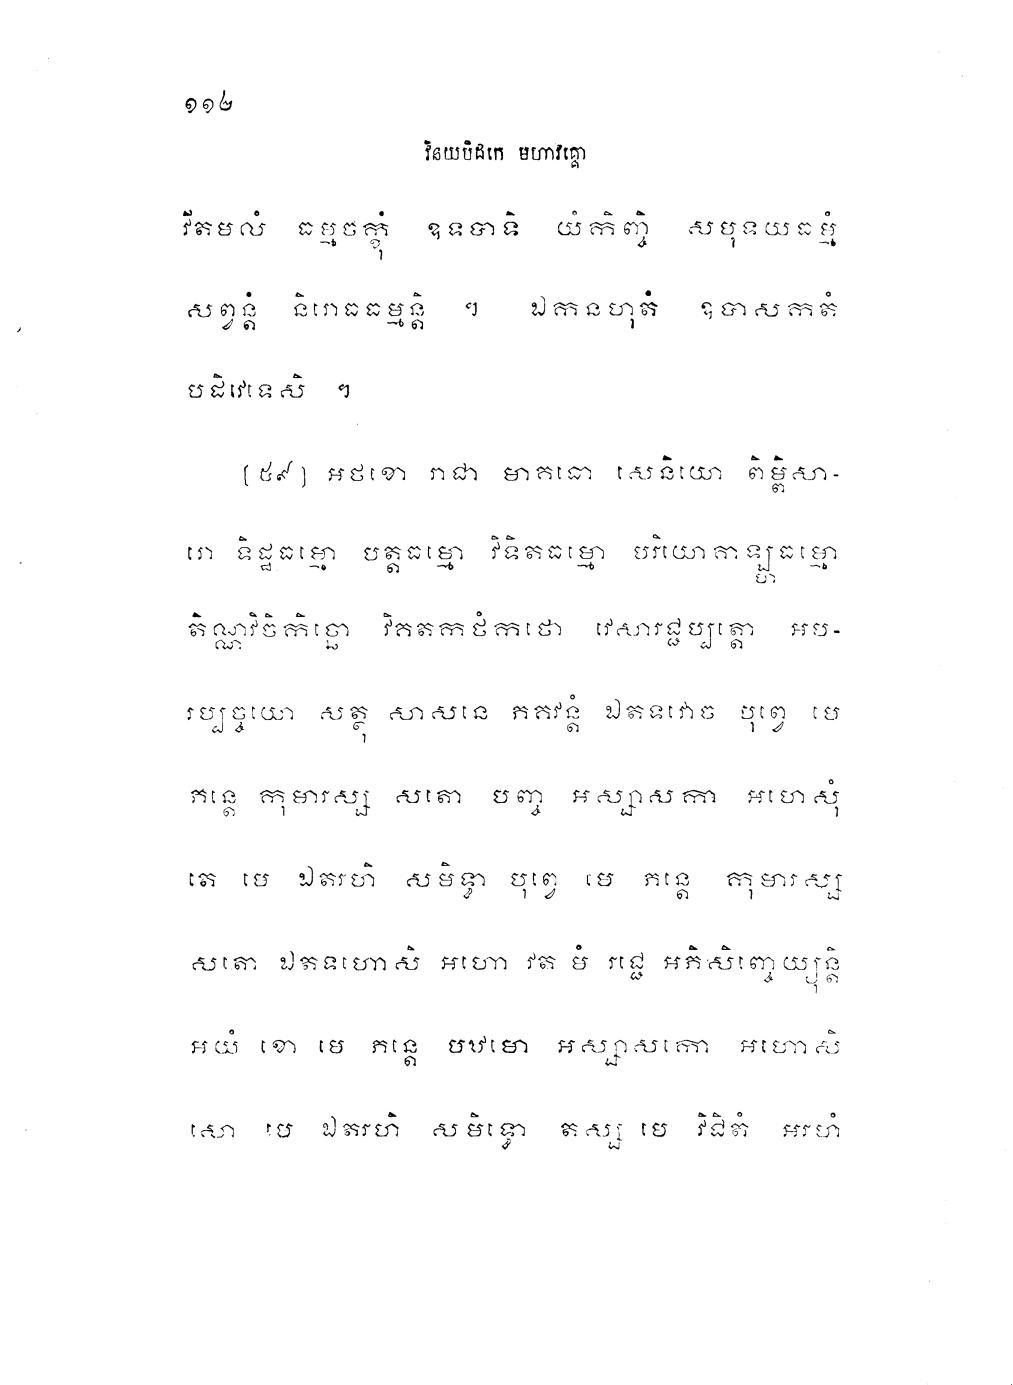 ១១២
វិនយបិដកេ មហាវគ្គោ
វីតមលំ ធម្មចក្ខុំ ឧទបាទិ យំកិញ្ចិ សមុទយធម្មំ
សព្វន្តំ និរោធធម្មន្តិ ៗ ឯកនហុតំ ឧបាសកតំ
បដិវេទេសិ ៗ
[៥៩] អថខោ រាជា មាគធោ សេនិយោ ពិម្ពិសា-
រោ ទិដ្ឋធម្មោ បត្តធម្មោ វិទិតធម្មោ បរិយោគាឡ្ហធម្មោ
តិណ្ណវិចិកិច្ឆោ វិគតកថំកថោ វេសារជ្ជប្បត្តោ អប-
រប្បច្ចយោ សត្ថុ សាសនេ ភគវន្តំ ឯតទវោច បុព្វេ មេ
ភន្តេ កុមារស្ស សតោ បញ្ច អស្សាសកា អហេសុំ
តេ មេ ឯតរហិ សមិទ្ធា បុព្វេ មេ ភន្តេ កុមារស្ស
សតោ ឯតទហោសិ អហោ វត មំ រជ្ជេ អភិសិញ្ចេយ្យុន្តិ
អយំ ខោ មេ ភន្តេ បឋមោ អស្សាសកោ អហោសិ
សោ មេ ឯតរហិ សមិទ្ធោ តស្ស មេ វិជិតំ អរហំ